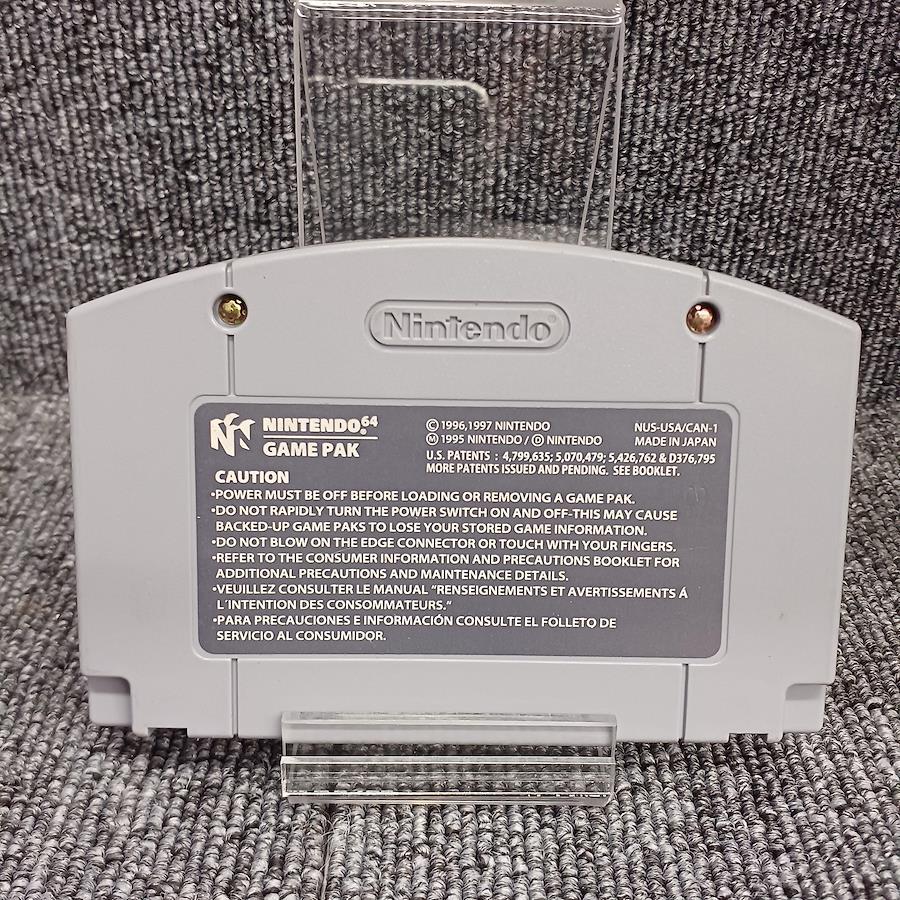 Nintendo®
NINTENDO 64
GAME PAK
© 1996,1997 NINTENDO
Ⓜ 1995 NINTENDO / Ⓓ NINTENDO
NUS-USA/CAN-1
MADE IN JAPAN
U.S. PATENTS : 4,799,635; 5,070,479; 5,426,762 & D376,795
MORE PATENTS ISSUED AND PENDING. SEE BOOKLET.
CAUTION
•POWER MUST BE OFF BEFORE LOADING OR REMOVING A GAME PAK.
•DO NOT RAPIDLY TURN THE POWER SWITCH ON AND OFF-THIS MAY CAUSE
BACKED-UP GAME PAKS TO LOSE YOUR STORED GAME INFORMATION.
•DO NOT BLOW ON THE EDGE CONNECTOR OR TOUCH WITH YOUR FINGERS.
•REFER TO THE CONSUMER INFORMATION AND PRECAUTIONS BOOKLET FOR
ADDITIONAL PRECAUTIONS AND MAINTENANCE DETAILS.
•VEUILLEZ CONSULTER LE MANUAL "RENSEIGNEMENTS ET AVERTISSEMENTS Á
L'INTENTION DES CONSOMMATEURS."
•PARA PRECAUCIONES E INFORMACIÓN CONSULTE EL FOLLETO DE
SERVICIO AL CONSUMIDOR.